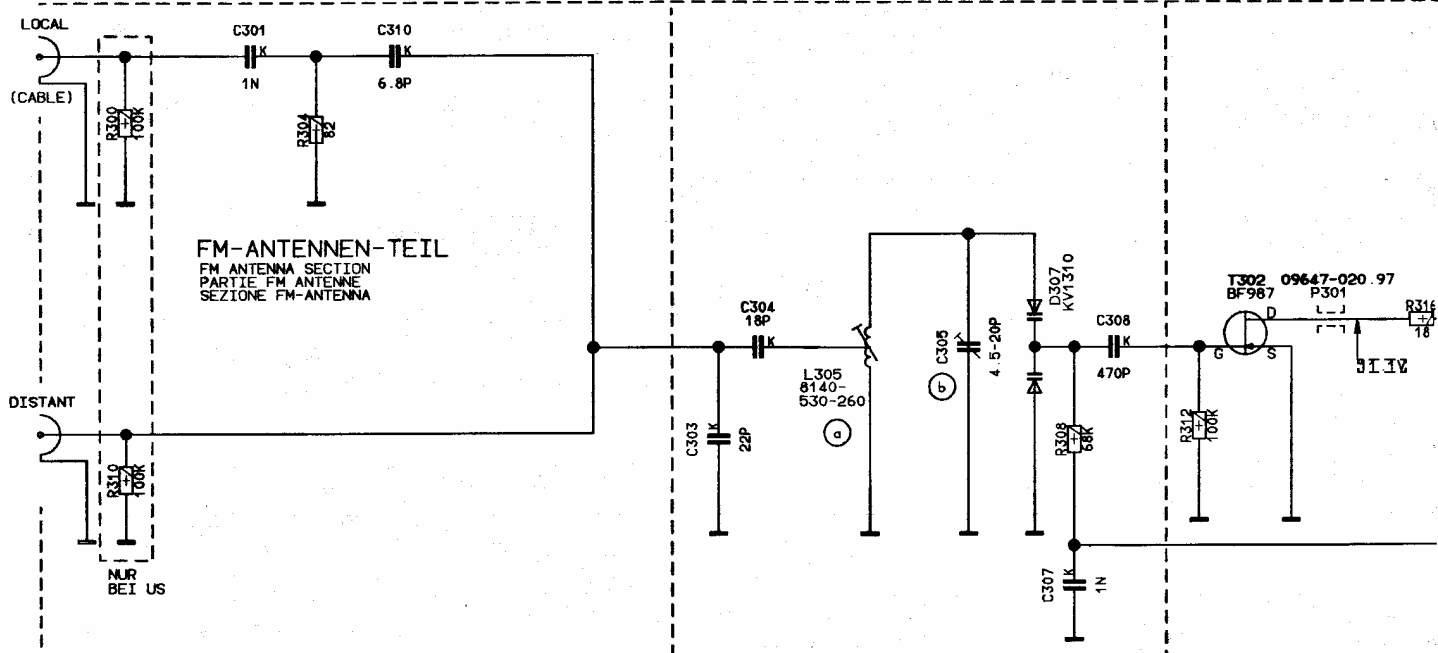 LOCAL
(CABLE)
R300
100K
C301
K
1N
R304
82
C310
K
6.8P
FM-ANTENNEN-TEIL
FM ANTENNA SECTION
PARTIE FM ANTENNE
SEZIONE FM-ANTENNA
DISTANT
R310
100K
NUR
BEI US
C303
K
22P
C304
18P
K
L305
8140-
530-260
a
C305
4.5-20P
b
D307
KV1310
C308
K
470P
R308
68K
C307
K
1N
T302 09647-020.97
BF987
P301
D
G
S
R312
100K
R316
18